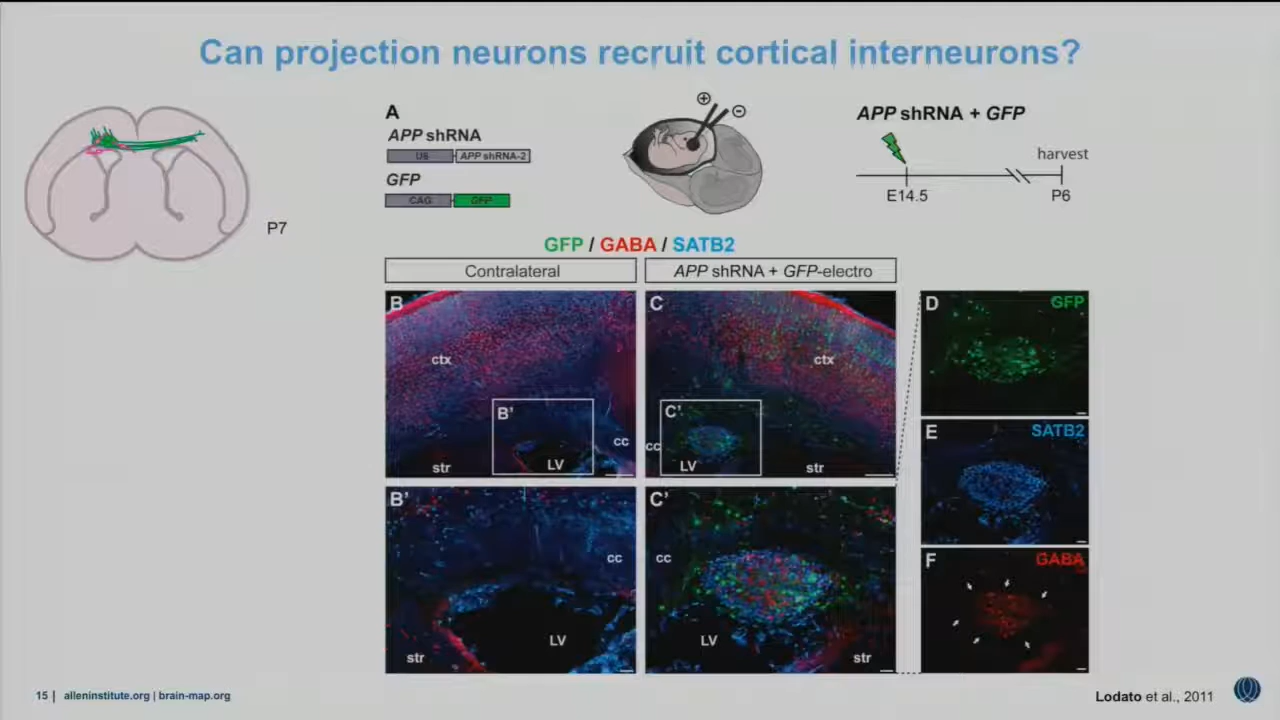 Can projection neurons recruit cortical interneurons?
P7
A
APP shRNA
U6 APP shRNA-2
GFP
CAG GFP
+ -
APP shRNA + GFP
harvest
E14.5 P6
GFP / GABA / SATB2
Contralateral
APP shRNA + GFP-electro
B
ctx
B'
cc
LV
str
C
ctx
C'
cc
LV
str
B'
cc
LV
str
C'
cc
LV
str
D GFP
E SATB2
F GABA
15 | alleninstitute.org | brain-map.org
Lodato et al., 2011